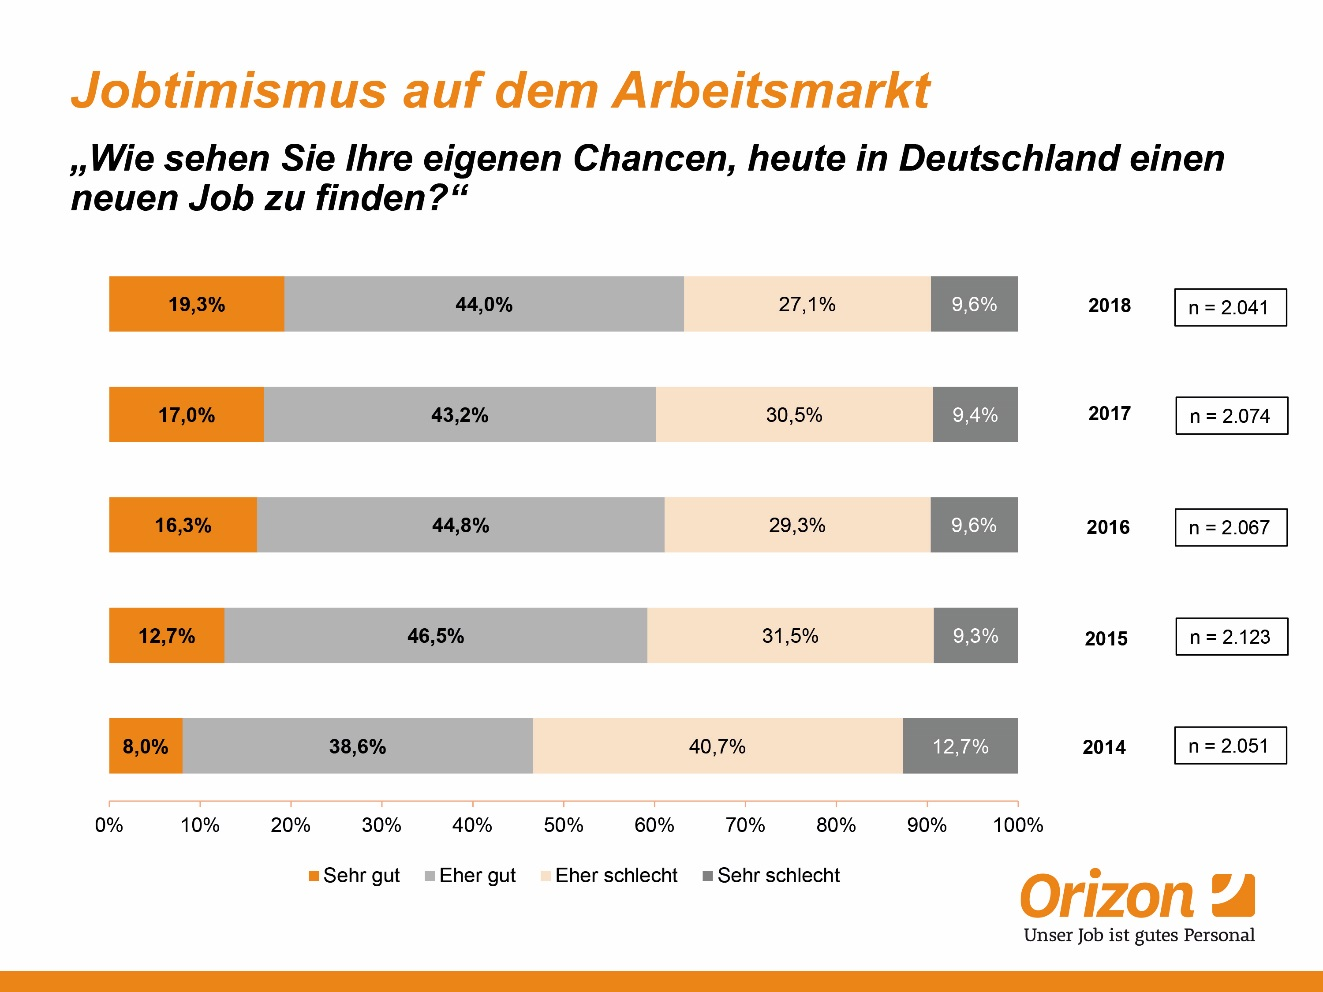 Jobtimismus auf dem Arbeitsmarkt
„Wie sehen Sie Ihre eigenen Chancen, heute in Deutschland einen
neuen Job zu finden?“
19,3% 44,0% 27,1% 9,6% 2018 n = 2.041
17,0% 43,2% 30,5% 9,4% 2017 n = 2.074
16,3% 44,8% 29,3% 9,6% 2016 n = 2.067
12,7% 46,5% 31,5% 9,3% 2015 n = 2.123
8,0% 38,6% 40,7% 12,7% 2014 n = 2.051
0% 10% 20% 30% 40% 50% 60% 70% 80% 90% 100%
Sehr gut Eher gut Eher schlecht Sehr schlecht
Orizon
Unser Job ist gutes Personal